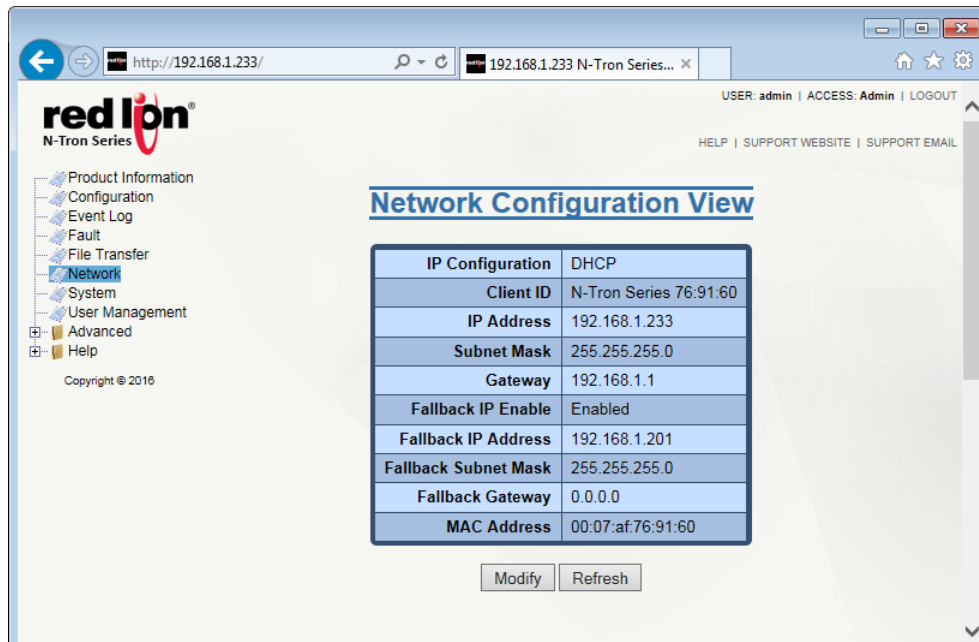 http://192.168.1.233/
192.168.1.233 N-Tron Series...
USER: admin | ACCESS: Admin | LOGOUT
red lion®
N-Tron Series
HELP | SUPPORT WEBSITE | SUPPORT EMAIL
Product Information
Configuration
Event Log
Fault
File Transfer
Network
System
User Management
Advanced
Help
Copyright © 2016
Network Configuration View
IP Configuration DHCP
Client ID N-Tron Series 76:91:60
IP Address 192.168.1.233
Subnet Mask 255.255.255.0
Gateway 192.168.1.1
Fallback IP Enable Enabled
Fallback IP Address 192.168.1.201
Fallback Subnet Mask 255.255.255.0
Fallback Gateway 0.0.0.0
MAC Address 00:07:af:76:91:60
Modify Refresh